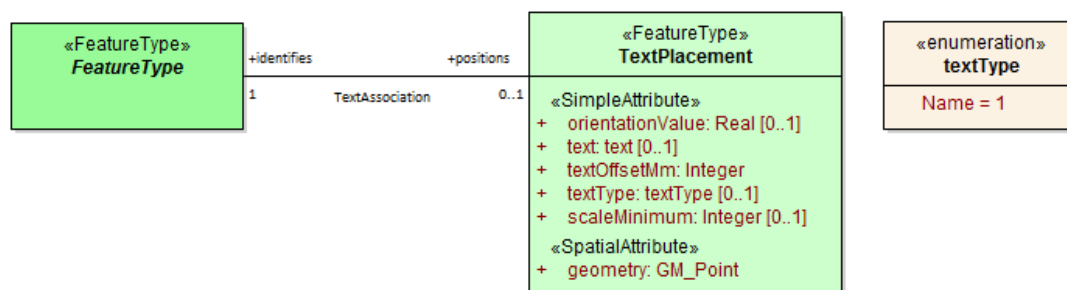 «FeatureType»
FeatureType
+identifies
+positions
1
TextAssociation
0..1
«FeatureType»
TextPlacement
«SimpleAttribute»
+ orientationValue: Real [0..1]
+ text: text [0..1]
+ textOffsetMm: Integer
+ textType: textType [0..1]
+ scaleMinimum: Integer [0..1]
«SpatialAttribute»
+ geometry: GM_Point
«enumeration»
textType
Name = 1